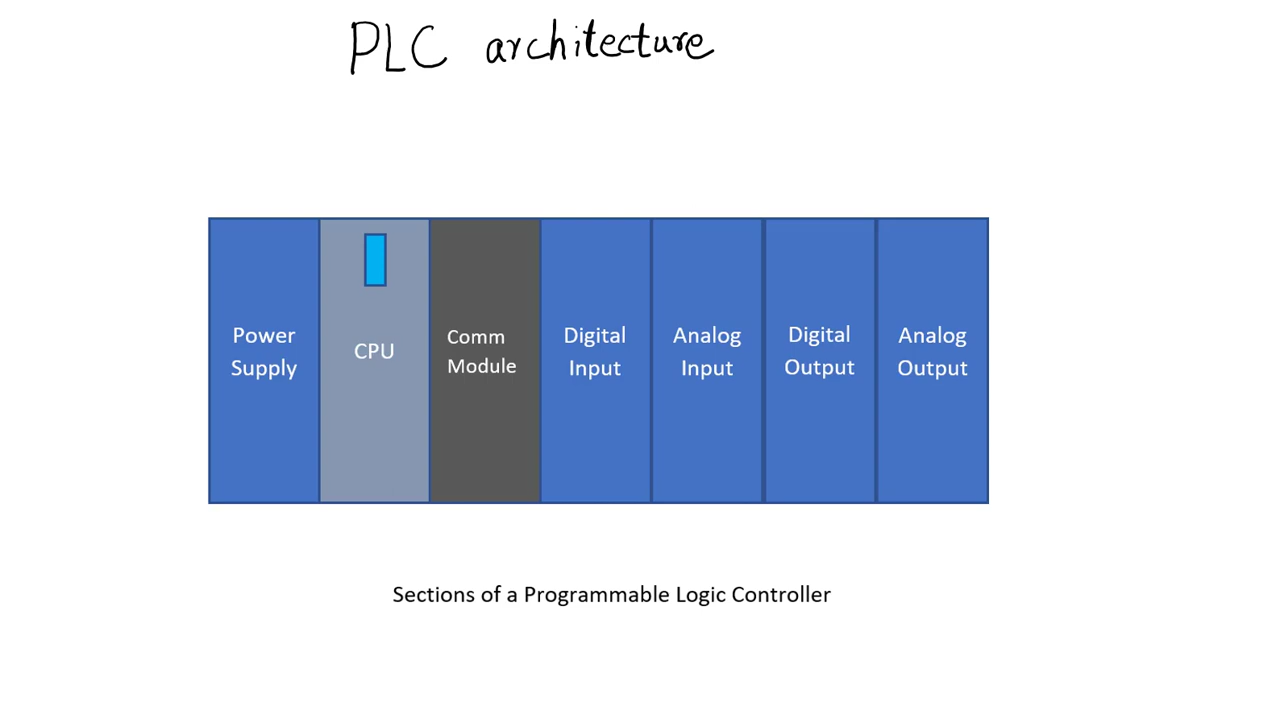 PLC architecture
Power
Supply
CPU
Comm
Module
Digital
Input
Analog
Input
Digital
Output
Analog
Output
Sections of a Programmable Logic Controller